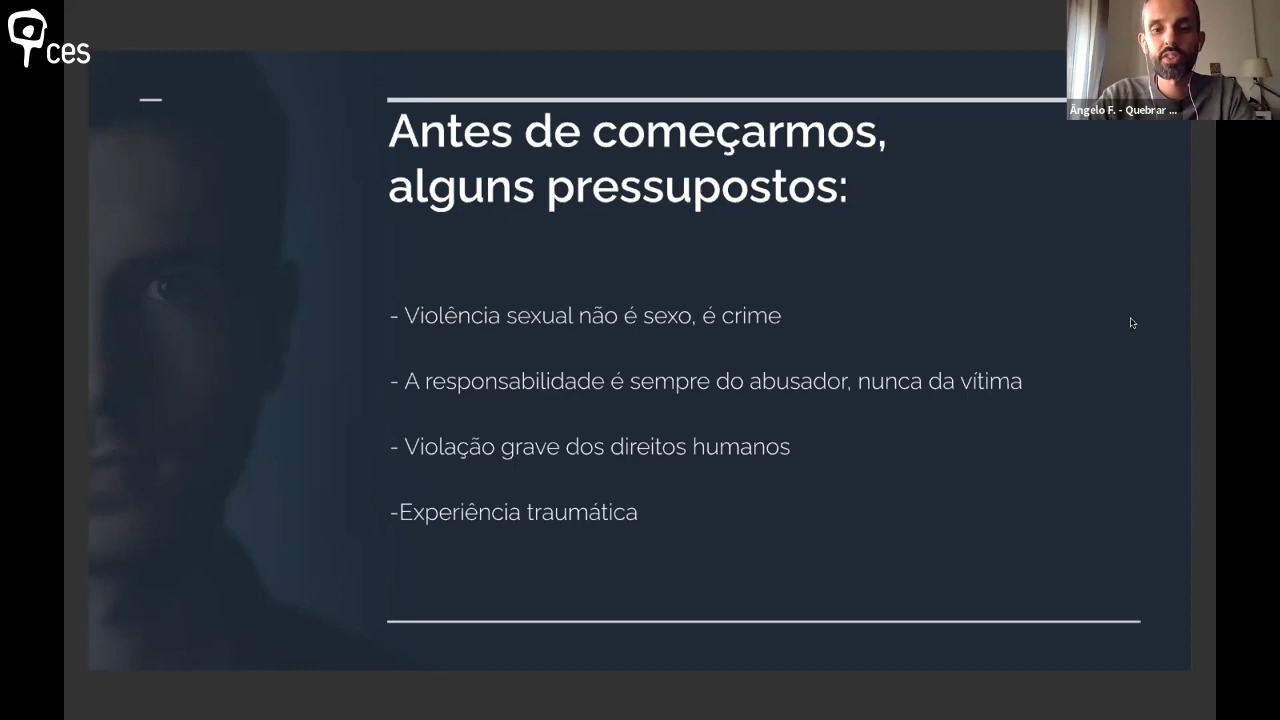 ces
Ângelo F. - Quebrar ...
Antes de começarmos,
alguns pressupostos:
- Violência sexual não é sexo, é crime
- A responsabilidade é sempre do abusador, nunca da vítima
- Violação grave dos direitos humanos
-Experiência traumática